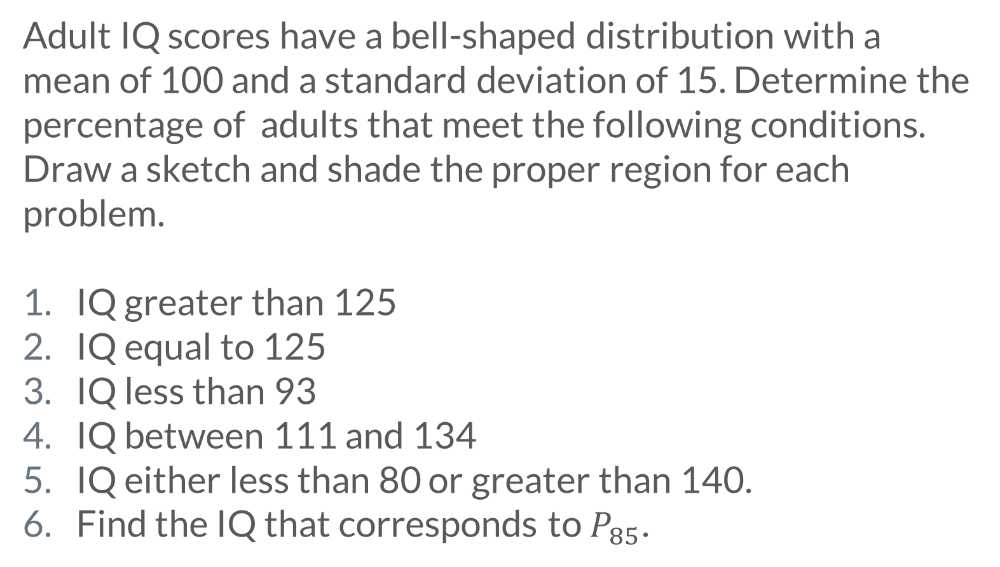 Adult IQ scores have a bell-shaped distribution with a
mean of 100 and a standard deviation of 15. Determine the
percentage of  adults that meet the following conditions.
Draw a sketch and shade the proper region for each
problem.
1. IQ greater than 125
2. IQ equal to 125
3. IQ less than 93
4. IQ between 111 and 134
5. IQ either less than 80 or greater than 140.
6. Find the IQ that corresponds to P₈₅.